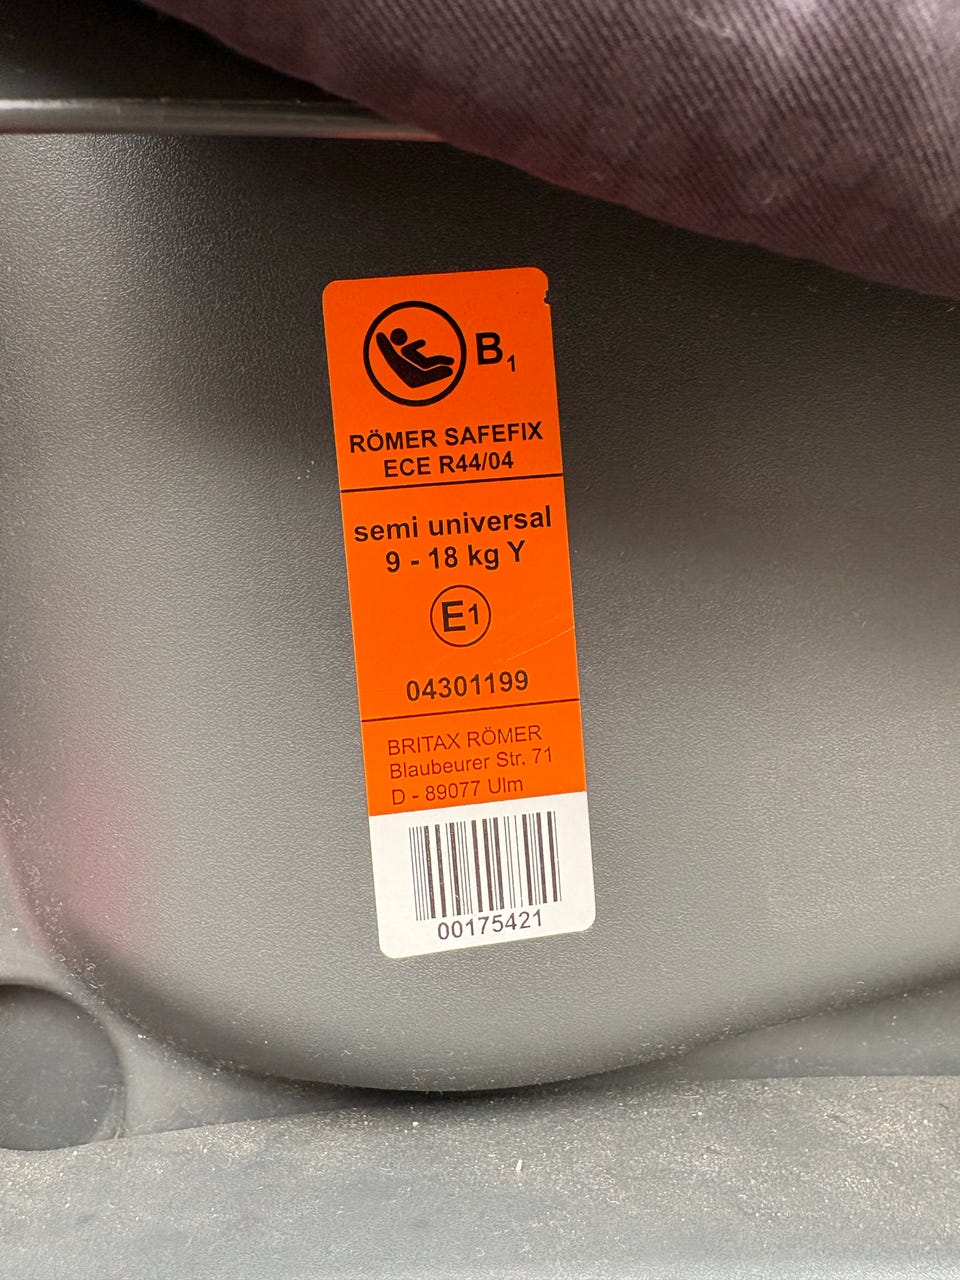 B1
RÖMER SAFEFIX
ECE R44/04
semi universal
9 - 18 kg Y
E1
04301199
BRITAX RÖMER
Blaubeurer Str. 71
D - 89077 Ulm
00175421